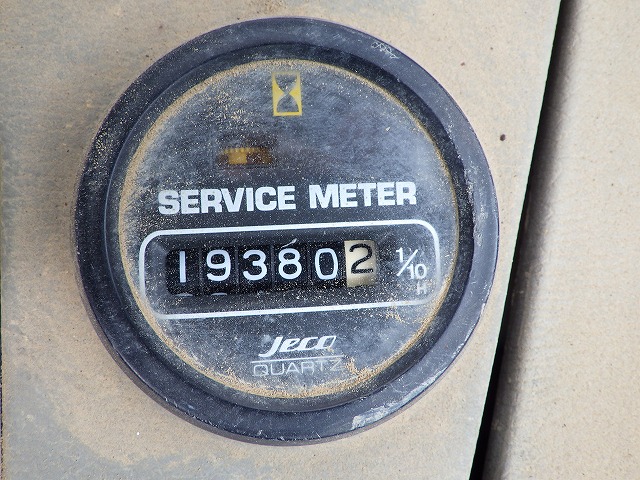 SERVICE METER
193802 1/10
H
Jeco
QUARTZ